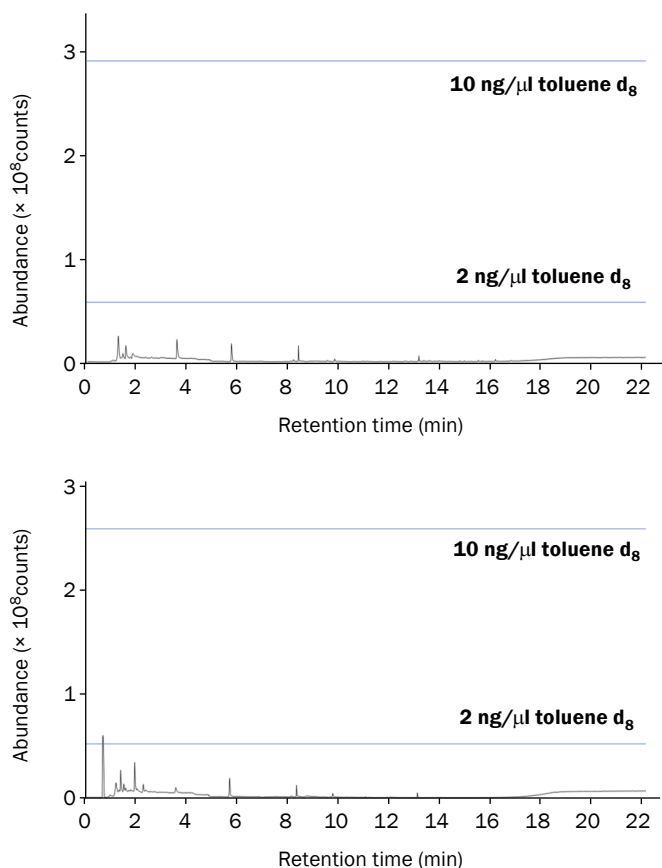 Abundance (× 10⁸counts)
3
10 ng/μl toluene d₈
2
1
2 ng/μl toluene d₈
0
0 2 4 6 8 10 12 14 16 18 20 22
Retention time (min)
Abundance (× 10⁸counts)
3
10 ng/μl toluene d₈
2
1
2 ng/μl toluene d₈
0
0 2 4 6 8 10 12 14 16 18 20 22
Retention time (min)